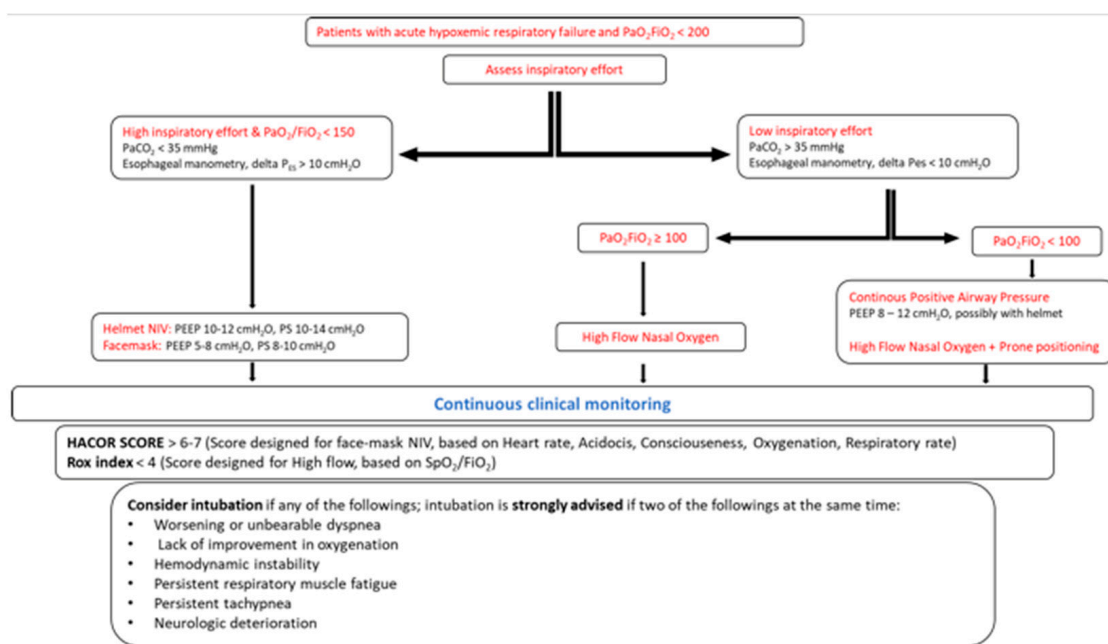 Patients with acute hypoxemic respiratory failure and PaO₂FiO₂ < 200
Assess inspiratory effort
High inspiratory effort & PaO₂/FiO₂ < 150
PaCO₂ < 35 mmHg
Esophageal manometry, delta P_ES > 10 cmH₂O
Low inspiratory effort
PaCO₂ > 35 mmHg
Esophageal manometry, delta Pes < 10 cmH₂O
PaO₂FiO₂ ≥ 100
PaO₂FiO₂ < 100
Helmet NIV: PEEP 10-12 cmH₂O, PS 10-14 cmH₂O
Facemask: PEEP 5-8 cmH₂O, PS 8-10 cmH₂O
High Flow Nasal Oxygen
Continous Positive Airway Pressure
PEEP 8 – 12 cmH₂O, possibly with helmet
High Flow Nasal Oxygen + Prone positioning
Continuous clinical monitoring
HACOR SCORE > 6-7 (Score designed for face-mask NIV, based on Heart rate, Acidocis, Consciouseness, Oxygenation, Respiratory rate)
Rox index < 4 (Score designed for High flow, based on SpO₂/FiO₂)
Consider intubation if any of the followings; intubation is strongly advised if two of the followings at the same time:
• Worsening or unbearable dyspnea
• Lack of improvement in oxygenation
• Hemodynamic instability
• Persistent respiratory muscle fatigue
• Persistent tachypnea
• Neurologic deterioration